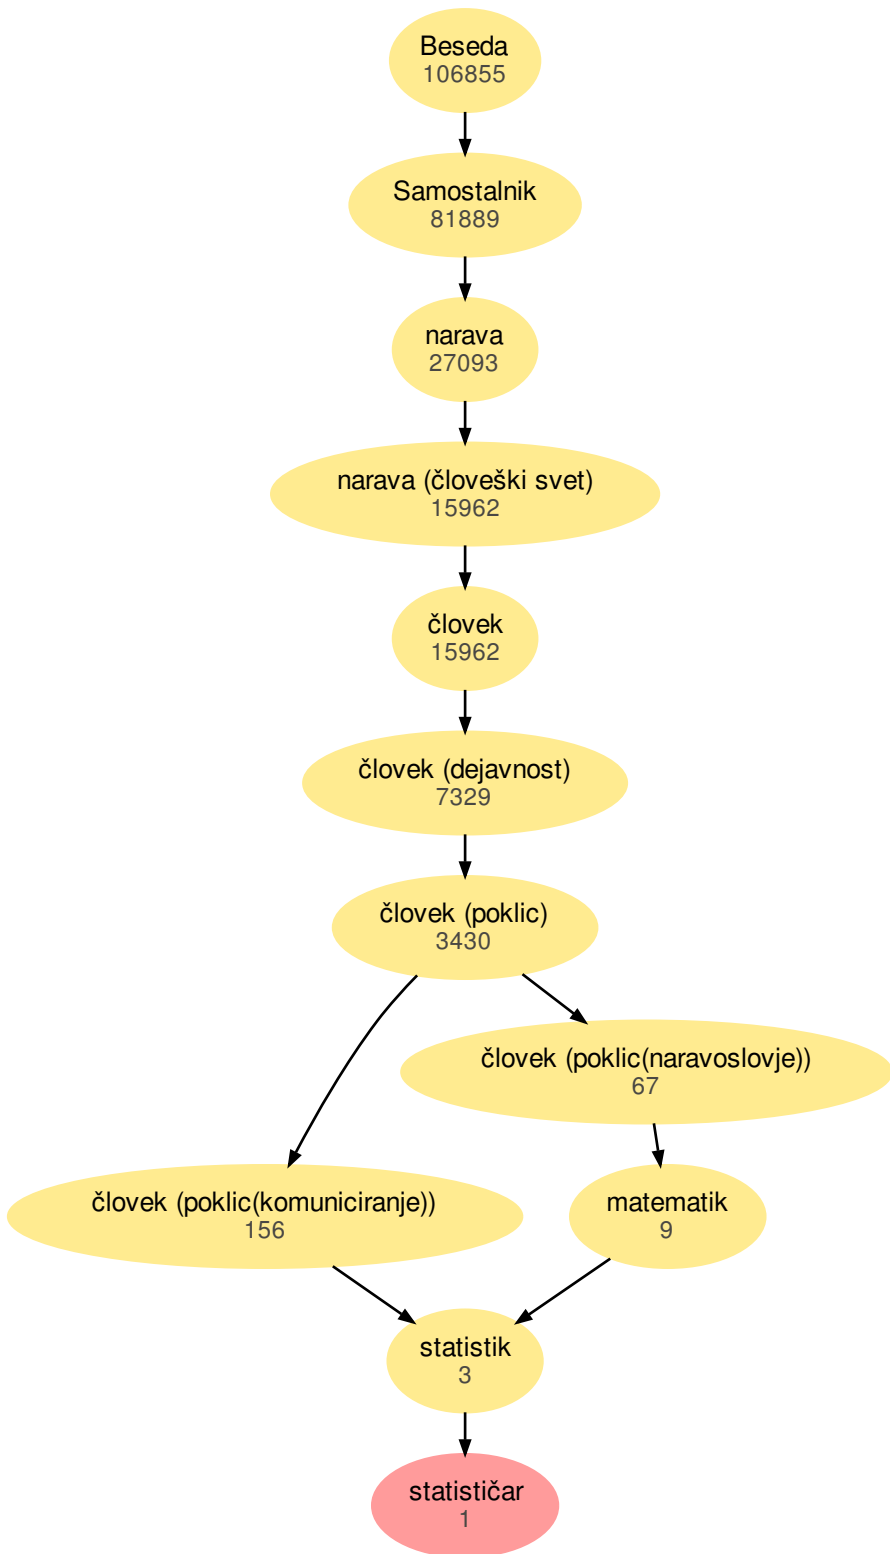 Beseda
106855
Samostalnik
81889
narava
27093
narava (človeški svet)
15962
človek
15962
človek (dejavnost)
7329
človek (poklic)
3430
človek (poklic(naravoslovje))
67
človek (poklic(komuniciranje))
156
matematik
9
statistik
3
statističar
1